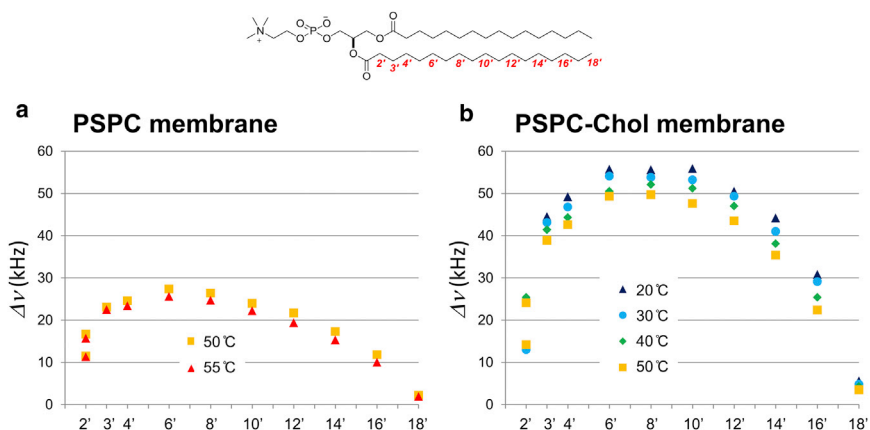 N
+
O
P
O
O
O⁻
O
O
O
O
2' 3' 4' 6' 8' 10' 12' 14' 16' 18'
a PSPC membrane
60
50
40
30
20
10
0
Δν (kHz)
50℃
55℃
2' 3' 4' 6' 8' 10' 12' 14' 16' 18'
b PSPC-Chol membrane
60
50
40
30
20
10
0
Δν (kHz)
20℃
30℃
40℃
50℃
2' 3' 4' 6' 8' 10' 12' 14' 16' 18'